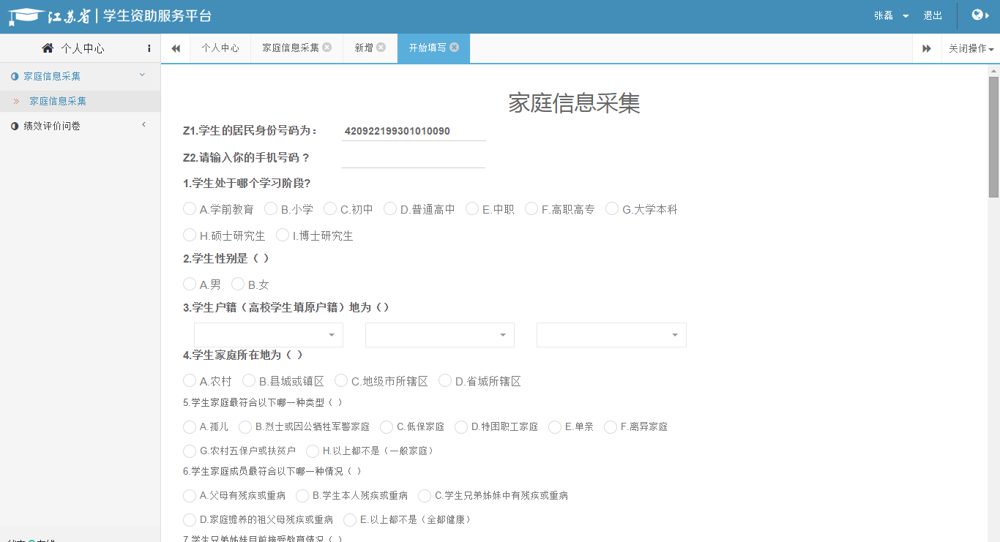 江苏省 | 学生资助服务平台 张磊 退出
个人中心 个人中心 家庭信息采集 新增 开始填写 关闭操作
家庭信息采集
家庭信息采集
绩效评价问卷
家庭信息采集
Z1.学生的居民身份号码为： 420922199301010090
Z2.请输入你的手机号码？
1.学生处于哪个学习阶段?
A.学前教育 B.小学 C.初中 D.普通高中 E.中职 F.高职高专 G.大学本科
H.硕士研究生 I.博士研究生
2.学生性别是（ ）
A.男 B.女
3.学生户籍（高校学生填原户籍）地为（）
4.学生家庭所在地为（ ）
A.农村 B.县城或镇区 C.地级市所辖区 D.省城所辖区
5.学生家庭最符合以下哪一种类型（ ）
A.孤儿 B.烈士或因公牺牲军警家庭 C.低保家庭 D.特困职工家庭 E.单亲 F.离异家庭
G.农村五保户或扶贫户 H.以上都不是（一般家庭）
6.学生家庭成员最符合以下哪一种情况（ ）
A.父母有残疾或重病 B.学生本人残疾或重病 C.学生兄弟姊妹中有残疾或重病
D.家庭赡养的祖父母残疾或重病 E.以上都不是（全部健康）
7.学生兄弟姊妹目前接受教育情况（ ）